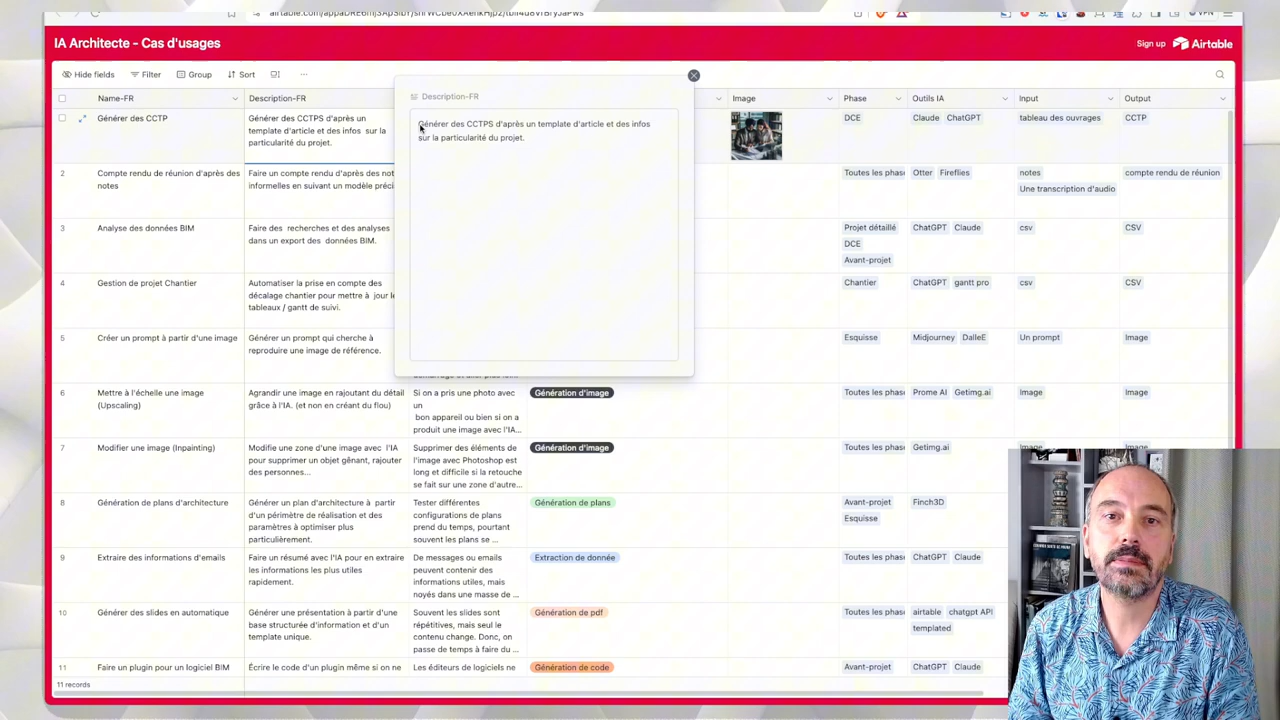 IA Architecte - Cas d'usages
Sign up Airtable
Hide fields Filter Group Sort ...
Name-FR Description-FR Image Phase Outils IA Input Output
Description-FR
Générer des CCTPS d'après un template d'article et des infos
sur la particularité du projet.
Générer des CCTP
Générer des CCTPS d'après un
template d'article et des infos sur la
particularité du projet.
DCE
Claude ChatGPT
tableau des ouvrages
CCTP
2
Compte rendu de réunion d'après des
notes
Faire un compte rendu d'après des not
informelles en suivant un modèle préci
Toutes les phase
Otter Fireflies
notes
Une transcription d'audio
compte rendu de réunion
3
Analyse des données BIM
Faire des recherches et des analyses
dans un export des données BIM.
Projet détaillé
DCE
Avant-projet
ChatGPT Claude
csv
CSV
4
Gestion de projet Chantier
Automatiser la prise en compte des
décalage chantier pour mettre à jour le
tableaux / gantt de suivi.
Chantier
ChatGPT gantt pro
csv
CSV
5
Créer un prompt à partir d'une image
Générer un prompt qui cherche à
reproduire une image de référence.
Esquisse
Midjourney DalleE
Un prompt
Image
6
Mettre à l'échelle une image
(Upscaling)
Agrandir une image en rajoutant du détail
grâce à l'IA. (et non en créant du flou)
Si on a pris une photo avec
un
bon appareil ou bien si on a
produit une image avec l'IA...
Génération d'image
Toutes les phase
Prome AI Getimg.ai
Image
Image
7
Modifier une image (Inpainting)
Modifie une zone d'une image avec l'IA
pour supprimer un objet gênant, rajouter
des personnes...
Supprimer des éléments de
l'image avec Photoshop est
long et difficile si la retouche
se fait sur une zone d'autre...
Génération d'image
Toutes les phase
Getimg.ai
Image
Image
8
Génération de plans d'architecture
Générer un plan d'architecture à partir
d'un périmètre de réalisation et des
paramètres à optimiser plus
particulièrement.
Tester différentes
configurations de plans
prend du temps, pourtant
souvent les plans se ...
Génération de plans
Avant-projet
Esquisse
Finch3D
9
Extraire des informations d'emails
Faire un résumé avec l'IA pour en extraire
les informations les plus utiles
rapidement.
De messages ou emails
peuvent contenir des
informations utiles, mais
noyés dans une masse de ...
Extraction de donnée
Toutes les phase
ChatGPT Claude
10
Générer des slides en automatique
Générer une présentation à partir d'une
base structurée d'information et d'un
template unique.
Souvent les slides sont
répétitives, mais seul le
contenu change. Donc, on
passe de temps à faire du ...
Génération de pdf
Toutes les phase
airtable chatgpt API
templated
11
Faire un plugin pour un logiciel BIM
Écrire le code d'un plugin même si on ne
Les éditeurs de logiciels ne
Génération de code
Avant-projet
ChatGPT Claude
11 records